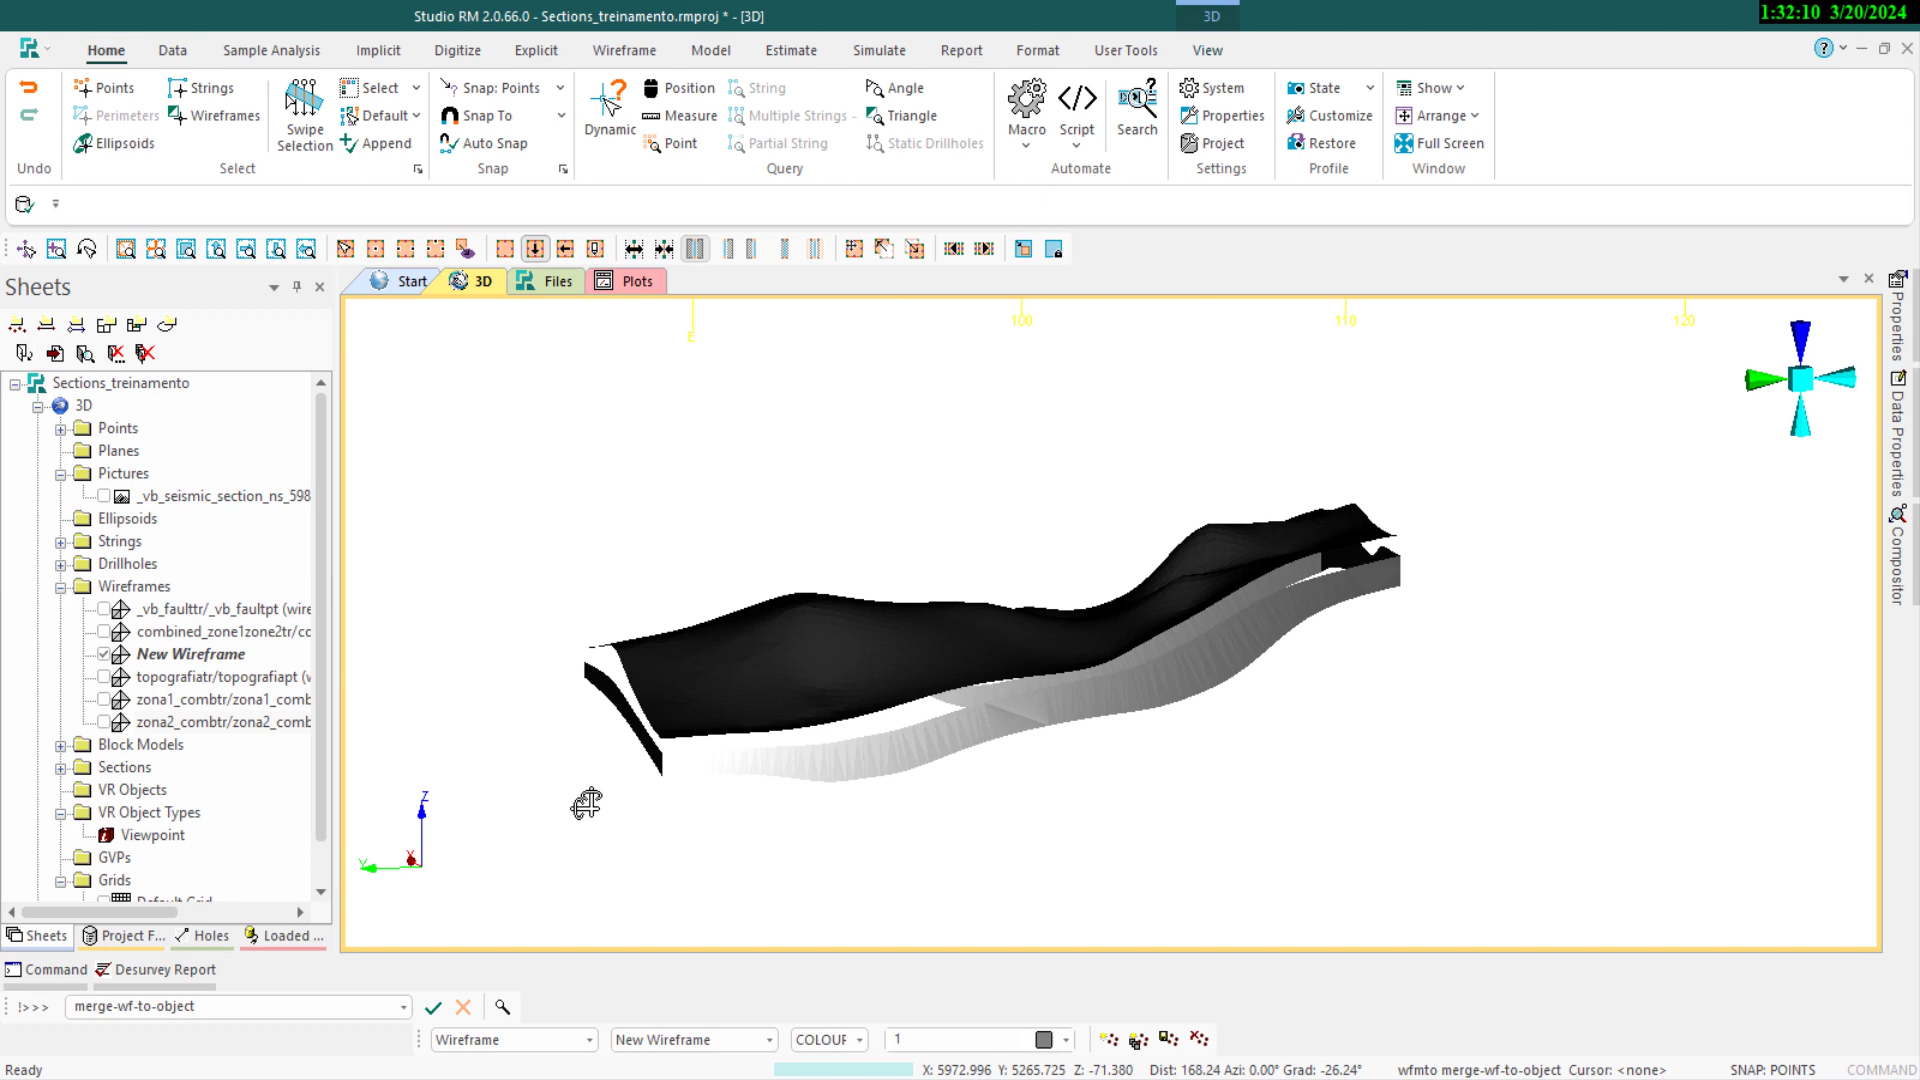 Studio RM 2.0.66.0 - Sections_treinamento.rmproj * - [3D]
3D
1:32:10 3/20/2024
Home Data Sample Analysis Implicit Digitize Explicit Wireframe Model Estimate Simulate Report Format User Tools View
Points Strings Select Snap: Points Position String Angle System State Show
Perimeters Wireframes Default Snap To Measure Multiple Strings Triangle Properties Customize Arrange
Swipe Selection Dynamic Macro Script Search
Ellipsoids Append Auto Snap Point Partial String Static Drillholes Project Restore Full Screen
Undo Select Snap Query Automate Settings Profile Window
Sheets
Start 3D Files Plots
E 100 110 120
Sections_treinamento
3D
Points
Planes
Pictures
_vb_seismic_section_ns_598
Ellipsoids
Strings
Drillholes
Wireframes
_vb_faulttr/_vb_faultpt (wire
combined_zone1zone2tr/cc
New Wireframe
topografiatr/topografiapt (w
zona1_combtr/zona1_comb
zona2_combtr/zona2_comb
Block Models
Sections
VR Objects
VR Object Types
Viewpoint
GVPs
Grids
Default Grid
Z
Y X
Properties
Data Properties
Compositor
Sheets Project F... Holes Loaded ...
Command Desurvey Report
!>>> merge-wf-to-object
Wireframe New Wireframe COLOUF 1
Ready X: 5972.996 Y: 5265.725 Z: -71.380 Dist: 168.24 Azi: 0.00° Grad: -26.24° wfmto merge-wf-to-object Cursor: <none> SNAP: POINTS COMMAND